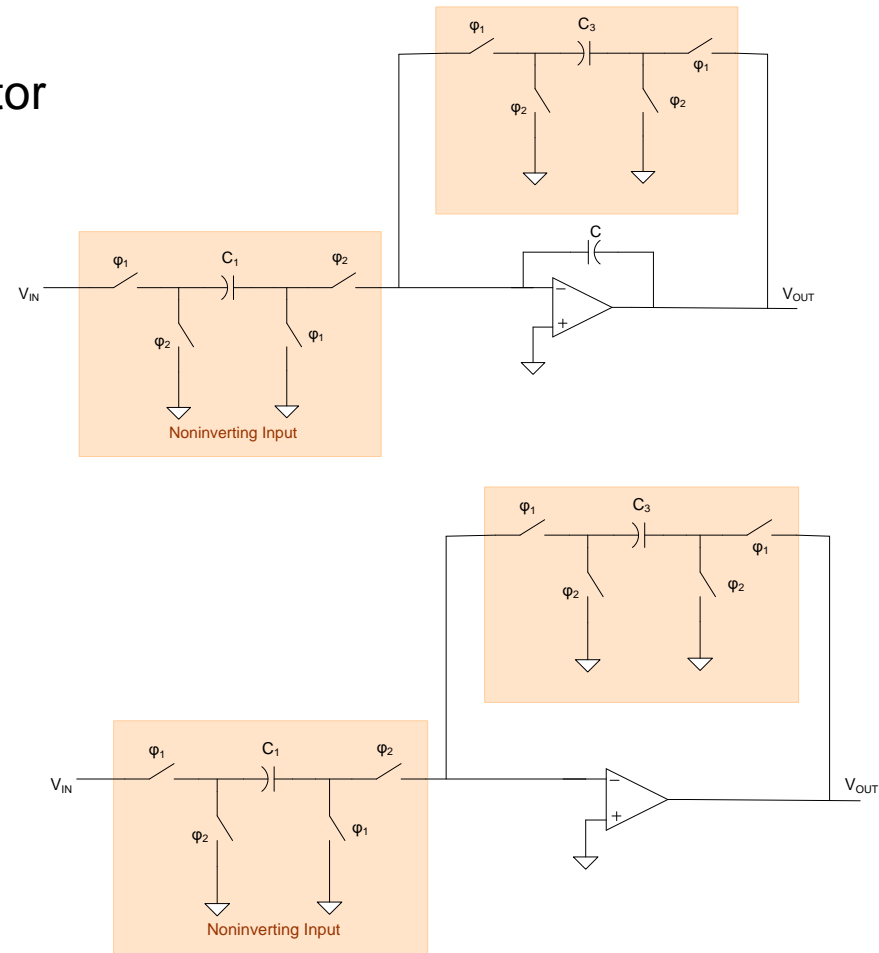 φ₁ C₃
φ₁
φ₂ φ₂
tor
C
φ₁ C₁ φ₂
V_IN V_OUT
− +
φ₂ φ₁
Noninverting Input
φ₁ C₃
φ₁
φ₂ φ₂
φ₁ C₁ φ₂
V_IN V_OUT
− +
φ₂ φ₁
Noninverting Input